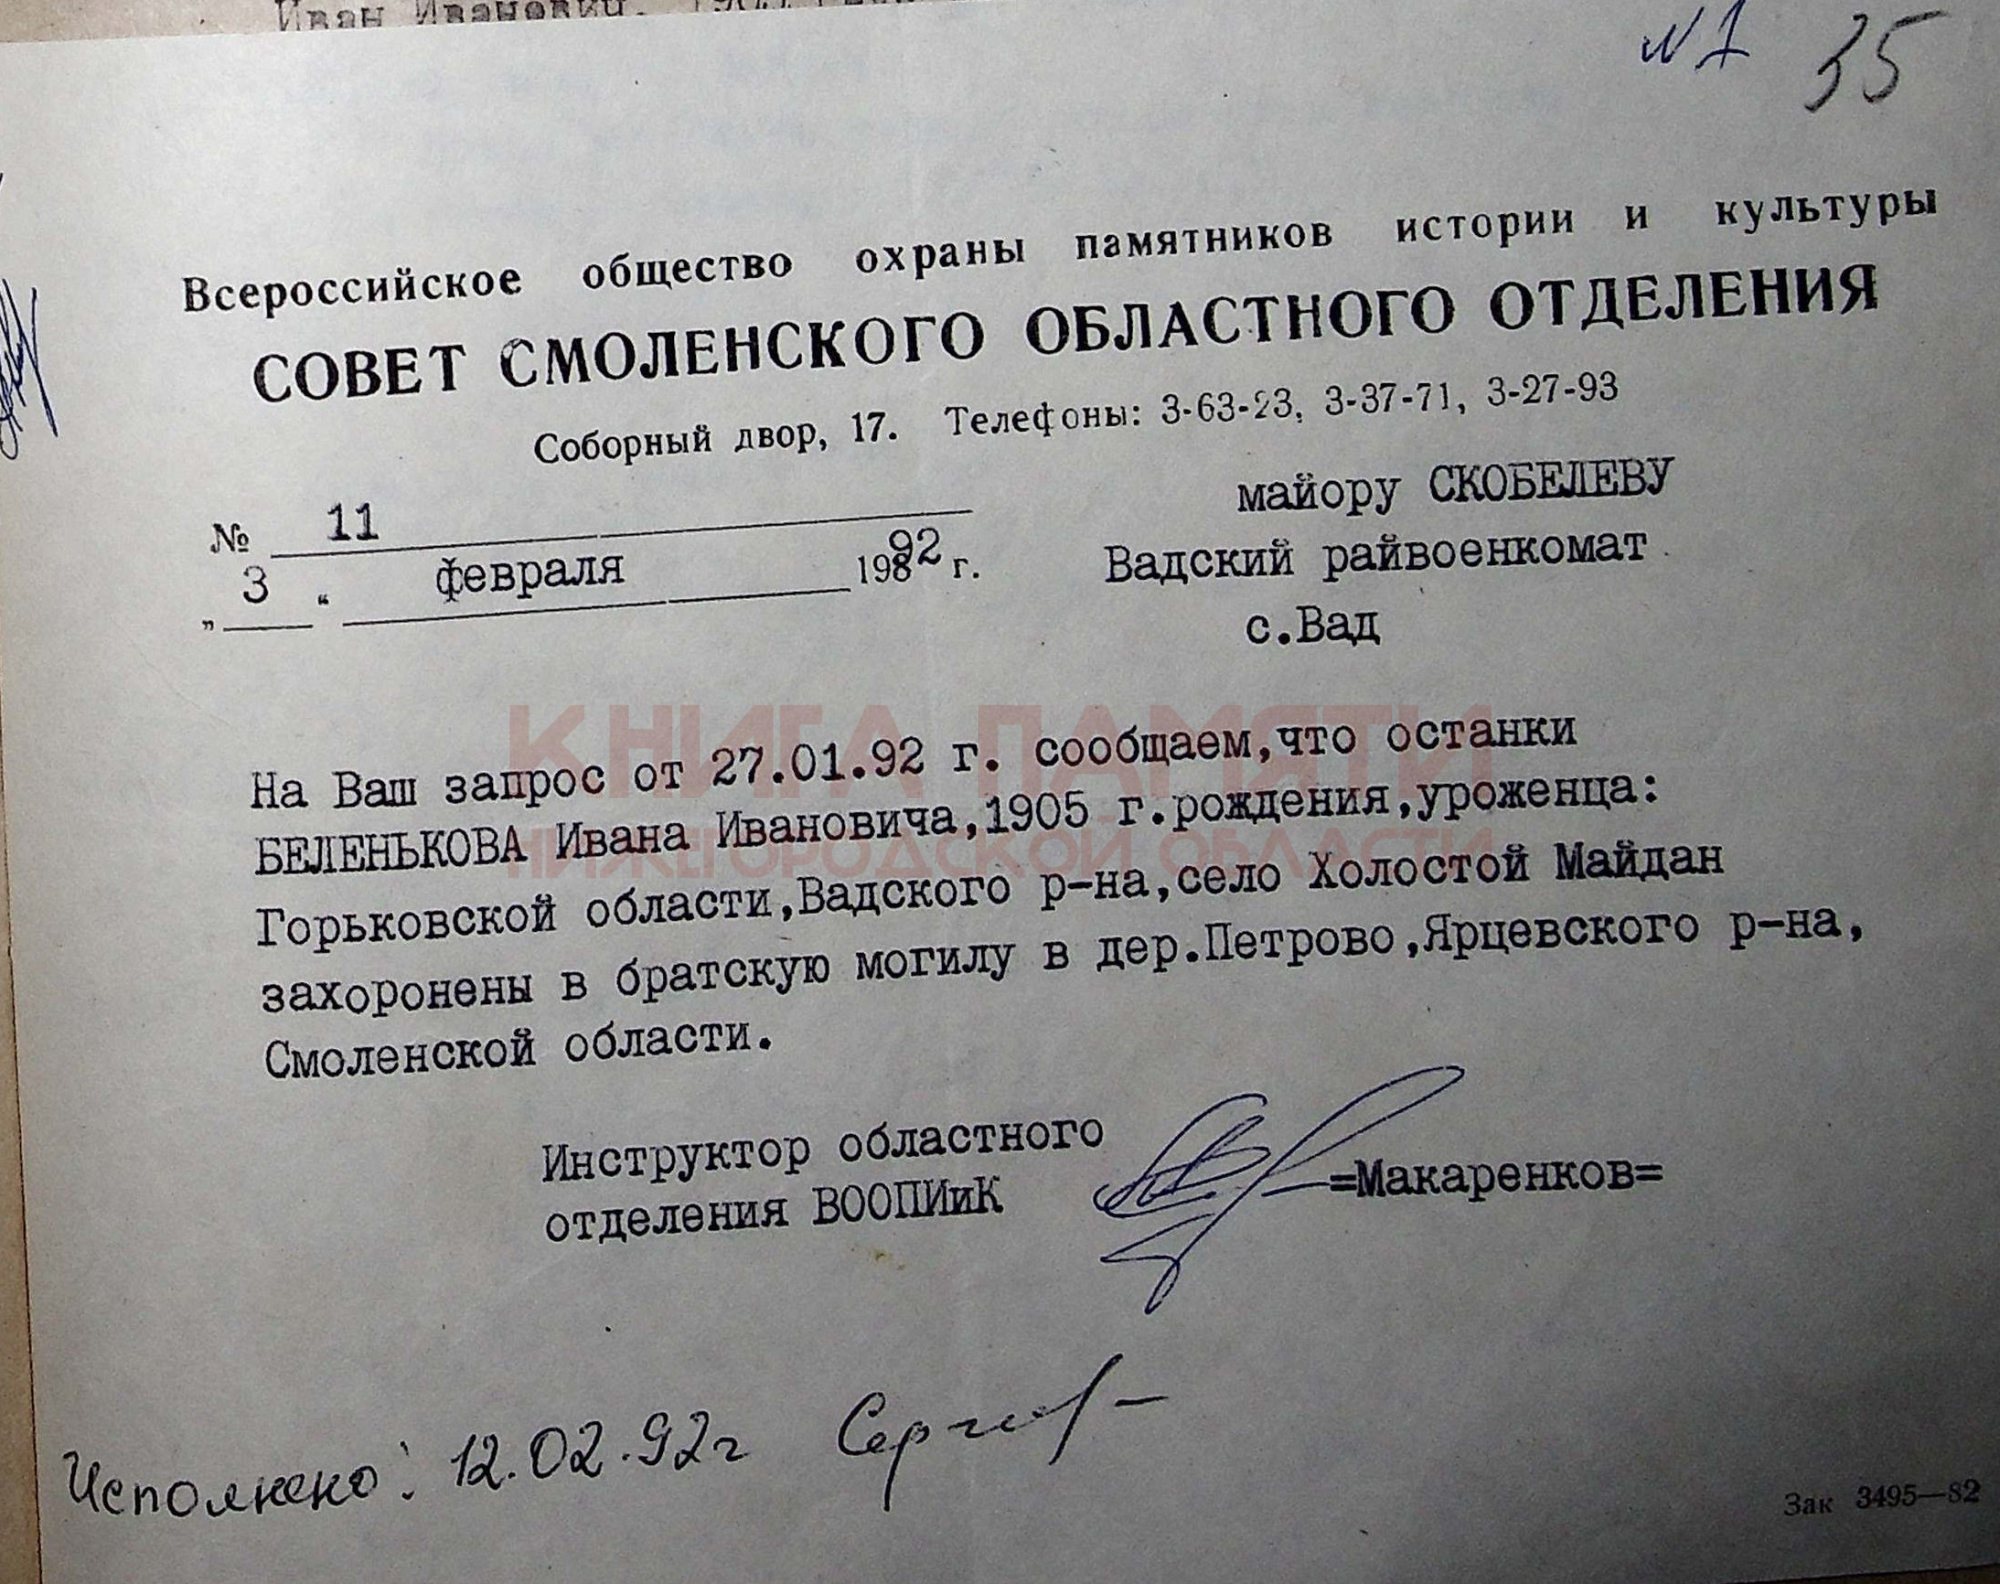 Иван Иванович, 1905
№1 35
Всероссийское общество охраны памятников истории и культуры
СОВЕТ СМОЛЕНСКОГО ОБЛАСТНОГО ОТДЕЛЕНИЯ
Соборный двор, 17. Телефоны: 3-63-23, 3-37-71, 3-27-93
№ 11
„ 3 “ февраля 19892 г.
майору СКОБЕЛЕВУ
Вадский райвоенкомат
с.Вад
КНИГА ПАМЯТИ
НИЖЕГОРОДСКОЙ ОБЛАСТИ
На Ваш запрос от 27.01.92 г. сообщаем,что останки
БЕЛЕНЬКОВА Ивана Ивановича,1905 г.рождения,уроженца:
Горьковской области,Вадского р-на,село Холостой Майдан
захоронены в братскую могилу в дер.Петрово,Ярцевского р-на,
Смоленской области.
Инструктор областного
отделения ВООПИиК =Макаренков=
Исполнено: 12.02.92г
Зак 3495—82